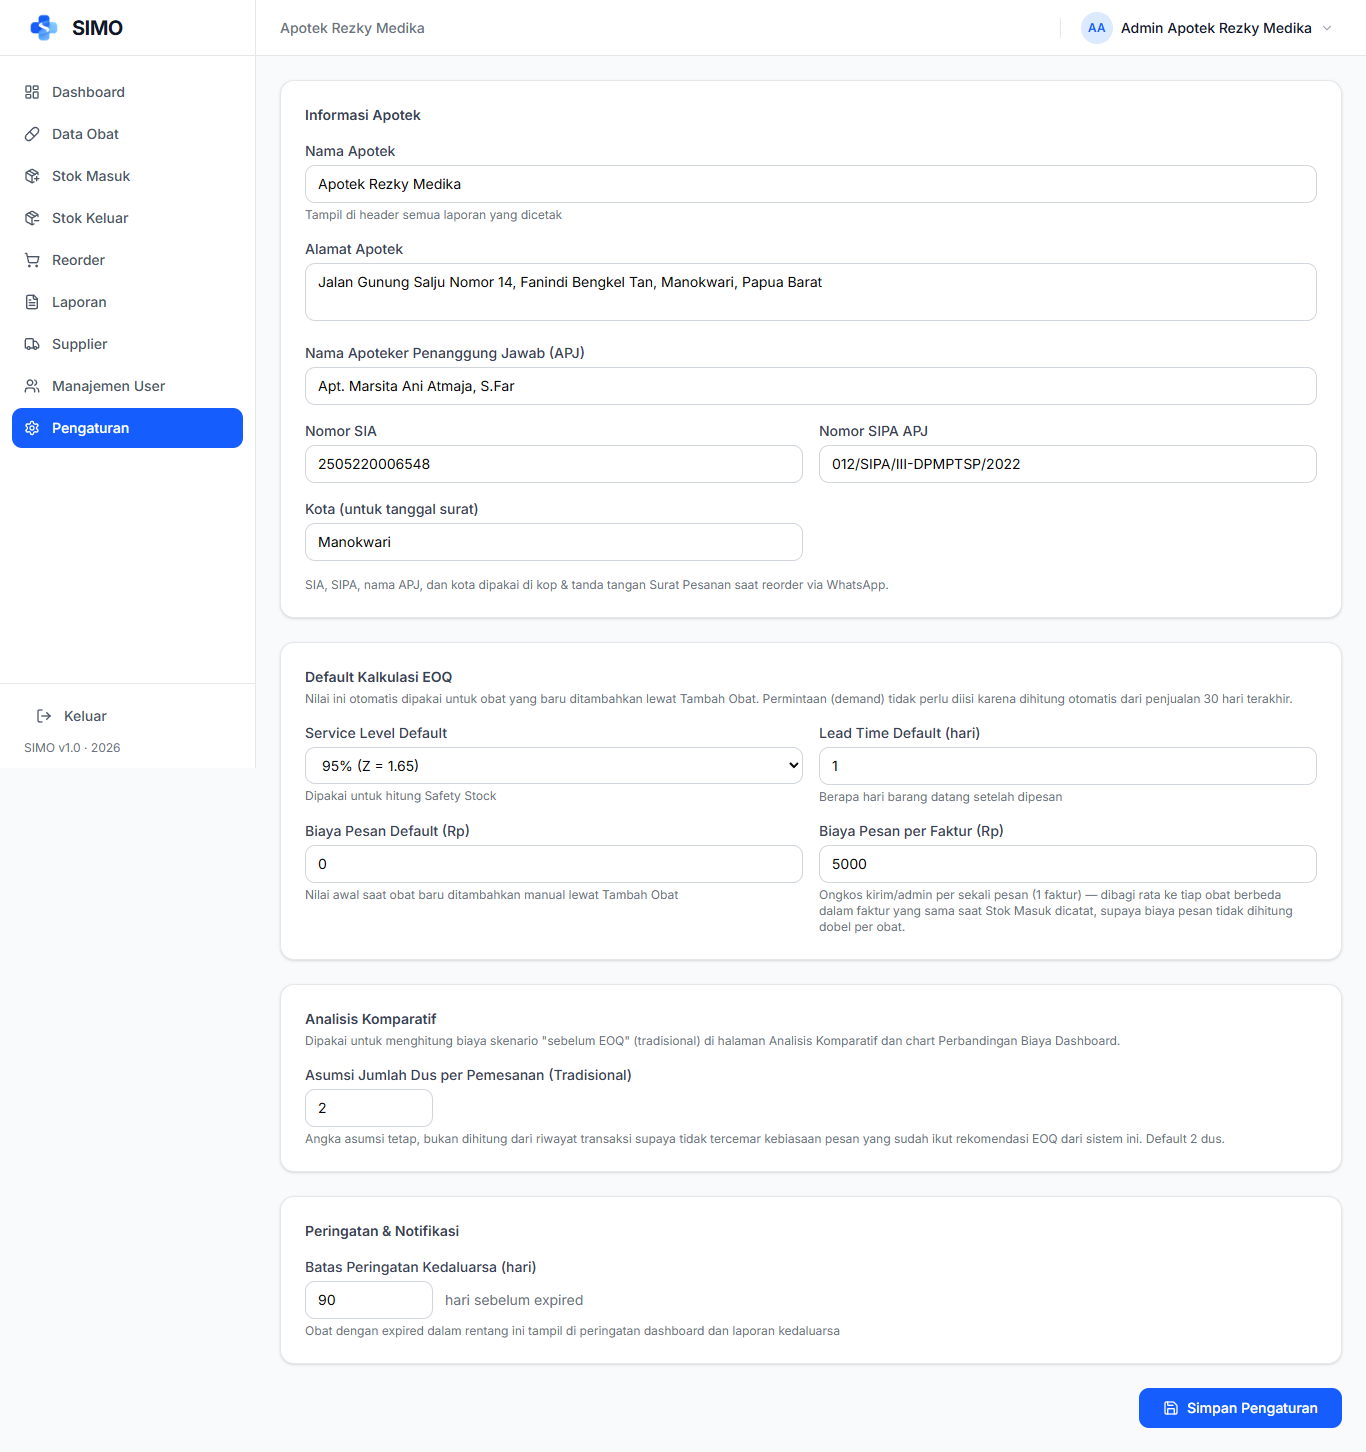 SIMO
Apotek Rezky Medika
AA
Admin Apotek Rezky Medika
Dashboard
Data Obat
Stok Masuk
Stok Keluar
Reorder
Laporan
Supplier
Manajemen User
Pengaturan
Keluar
SIMO v1.0 · 2026
Informasi Apotek
Nama Apotek
Apotek Rezky Medika
Tampil di header semua laporan yang dicetak
Alamat Apotek
Jalan Gunung Salju Nomor 14, Fanindi Bengkel Tan, Manokwari, Papua Barat
Nama Apoteker Penanggung Jawab (APJ)
Apt. Marsita Ani Atmaja, S.Far
Nomor SIA
2505220006548
Nomor SIPA APJ
012/SIPA/III-DPMPTSP/2022
Kota (untuk tanggal surat)
Manokwari
SIA, SIPA, nama APJ, dan kota dipakai di kop & tanda tangan Surat Pesanan saat reorder via WhatsApp.
Default Kalkulasi EOQ
Nilai ini otomatis dipakai untuk obat yang baru ditambahkan lewat Tambah Obat. Permintaan (demand) tidak perlu diisi karena dihitung otomatis dari penjualan 30 hari terakhir.
Service Level Default
95% (Z = 1.65)
Dipakai untuk hitung Safety Stock
Lead Time Default (hari)
1
Berapa hari barang datang setelah dipesan
Biaya Pesan Default (Rp)
0
Nilai awal saat obat baru ditambahkan manual lewat Tambah Obat
Biaya Pesan per Faktur (Rp)
5000
Ongkos kirim/admin per sekali pesan (1 faktur) — dibagi rata ke tiap obat berbeda
dalam faktur yang sama saat Stok Masuk dicatat, supaya biaya pesan tidak dihitung
dobel per obat.
Analisis Komparatif
Dipakai untuk menghitung biaya skenario "sebelum EOQ" (tradisional) di halaman Analisis Komparatif dan chart Perbandingan Biaya Dashboard.
Asumsi Jumlah Dus per Pemesanan (Tradisional)
2
Angka asumsi tetap, bukan dihitung dari riwayat transaksi supaya tidak tercemar kebiasaan pesan yang sudah ikut rekomendasi EOQ dari sistem ini. Default 2 dus.
Peringatan & Notifikasi
Batas Peringatan Kedaluarsa (hari)
90
hari sebelum expired
Obat dengan expired dalam rentang ini tampil di peringatan dashboard dan laporan kedaluarsa
Simpan Pengaturan